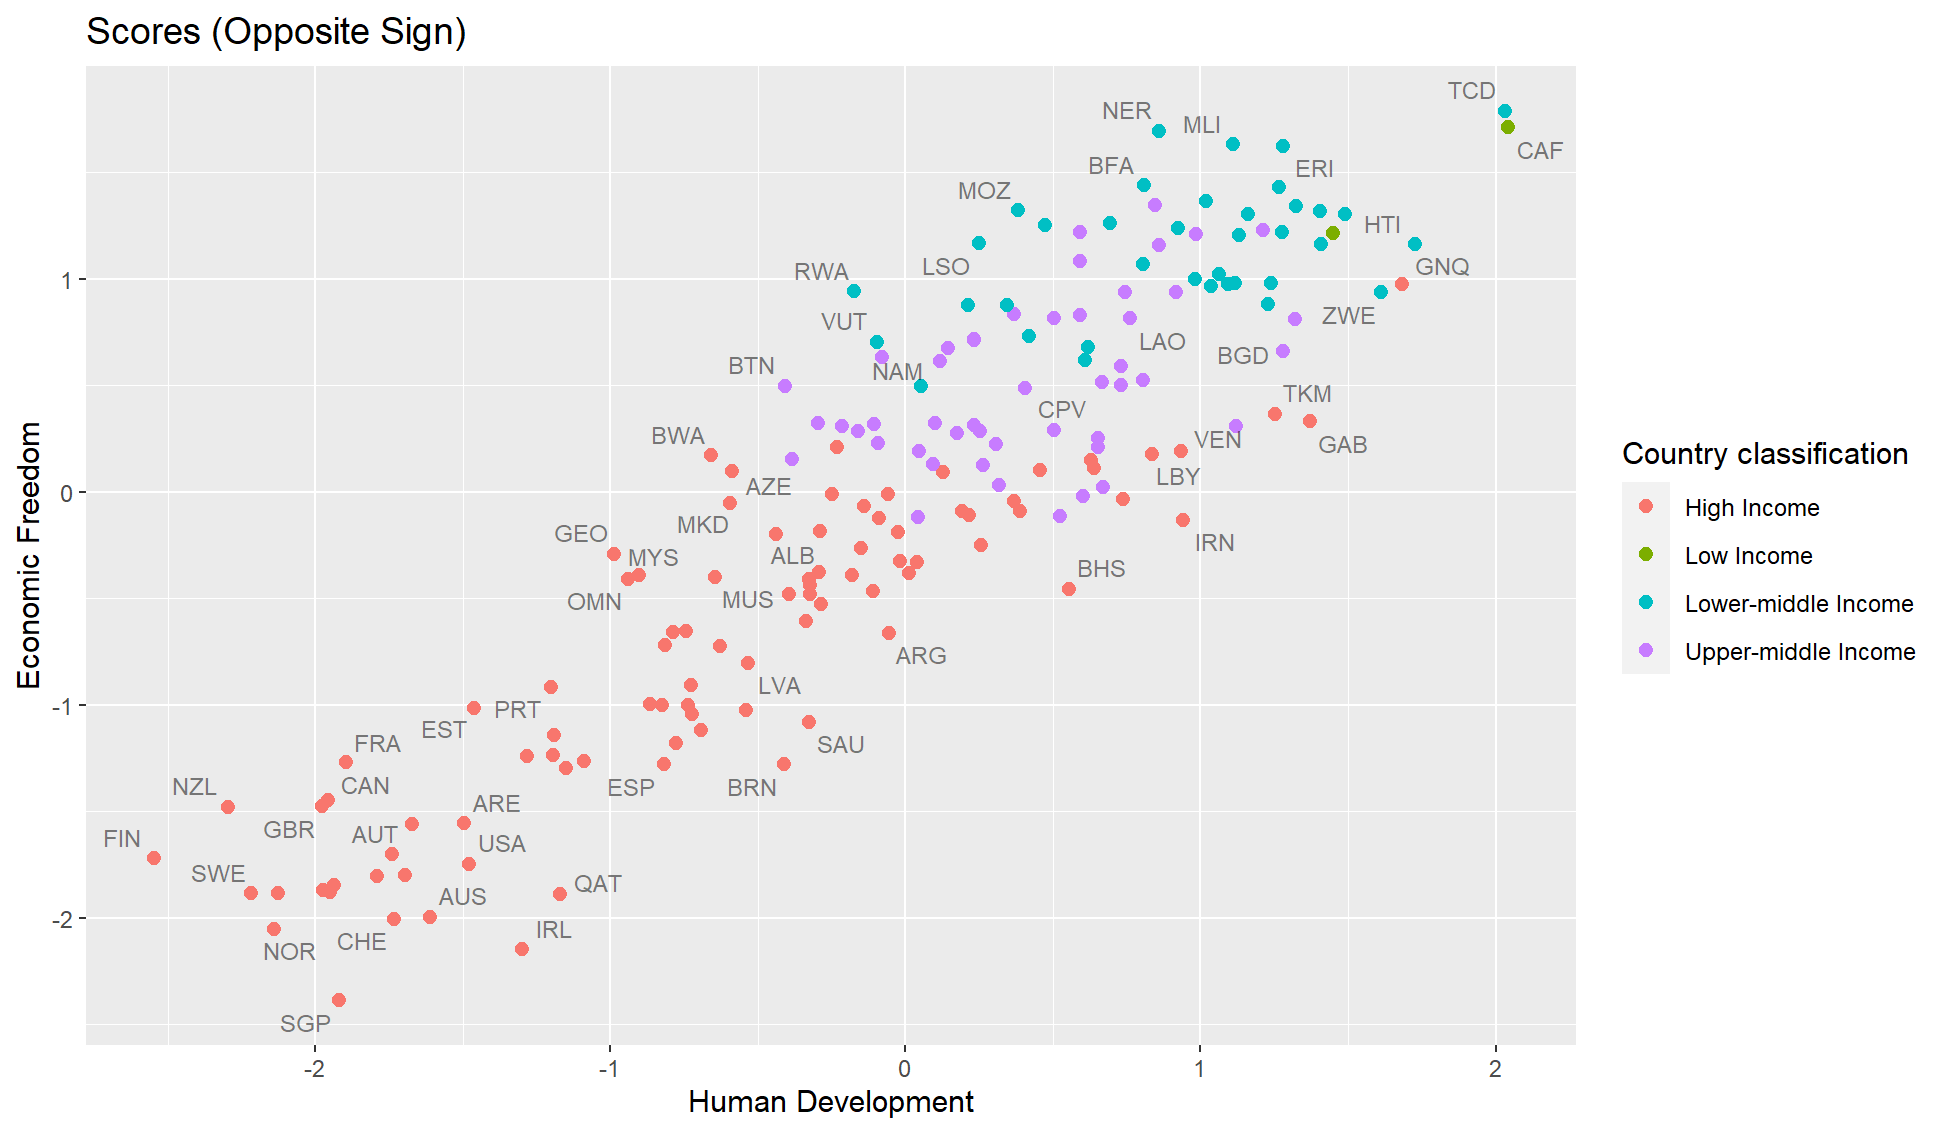 Scores (Opposite Sign)
TCD
NER
MLI
CAF
BFA
ERI
MOZ
HTI
LSO
GNQ
RWA
1
ZWE
VUT
LAO
BGD
BTN
NAM
TKM
CPV
BWA
VEN
GAB
LBY
AZE
0
MKD
GEO
IRN
MYS
ALB
BHS
OMN
MUS
ARG
LVA
-1
PRT
EST
FRA
SAU
NZL
CAN
ESP
BRN
ARE
GBR
AUT
FIN
USA
SWE
QAT
AUS
-2
IRL
CHE
NOR
SGP
-2
-1
0
1
2
Human Development
Economic Freedom
Country classification
High Income
Low Income
Lower-middle Income
Upper-middle Income